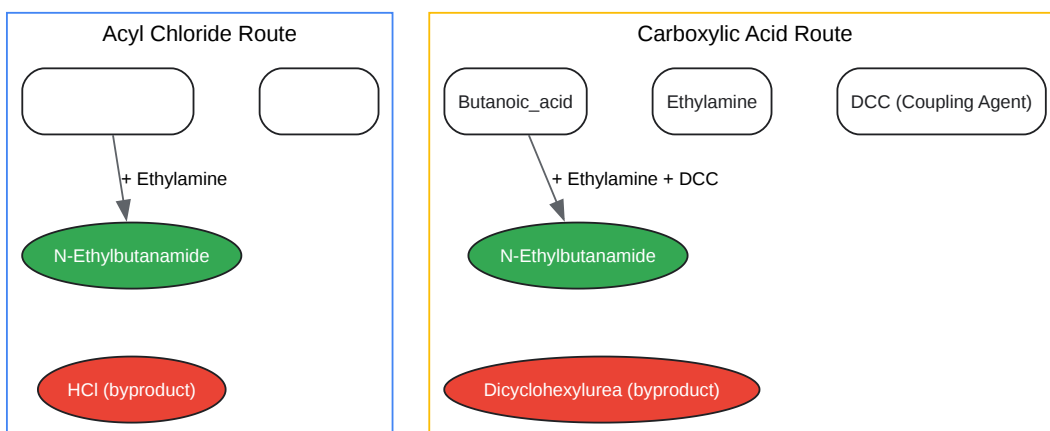 Acyl Chloride Route
+ Ethylamine
N-Ethylbutanamide
HCl (byproduct)
Carboxylic Acid Route
Butanoic_acid
Ethylamine
DCC (Coupling Agent)
+ Ethylamine + DCC
N-Ethylbutanamide
Dicyclohexylurea (byproduct)